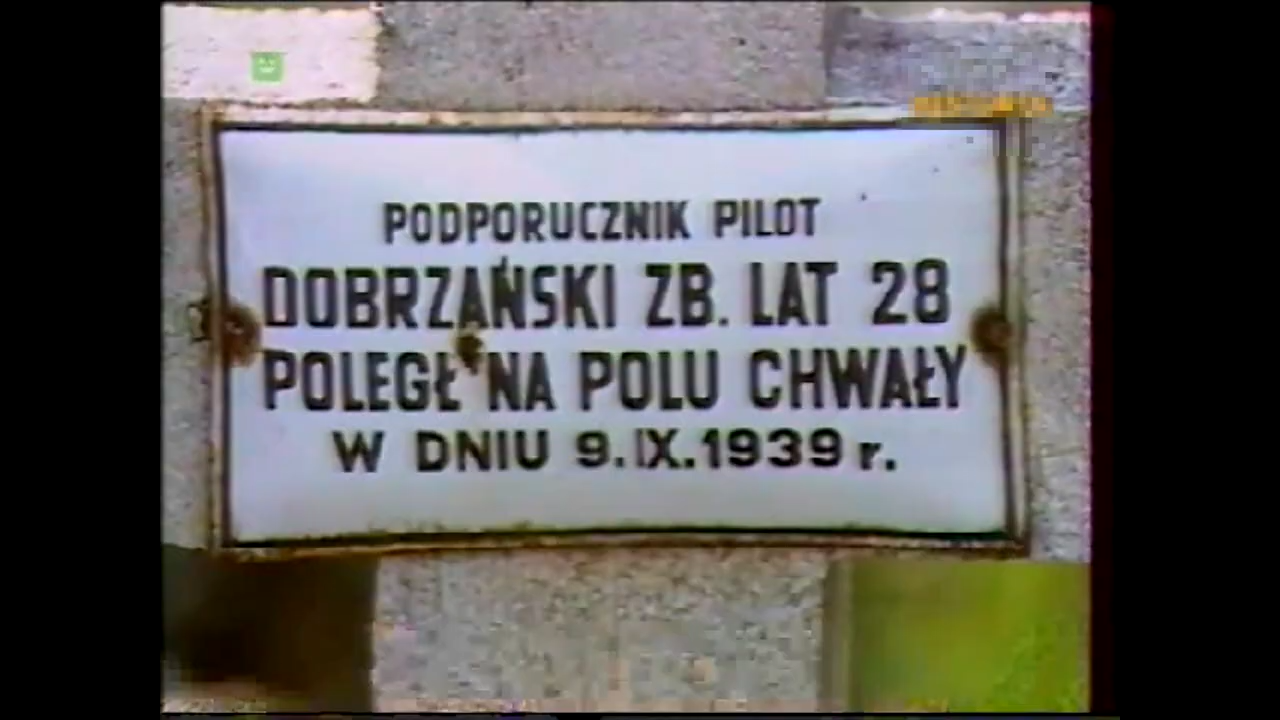 PODPORUCZNIK PILOT
DOBRZAŃSKI ZB. LAT 28
POLEGŁ NA POLU CHWAŁY
W DNIU 9.IX.1939 r.